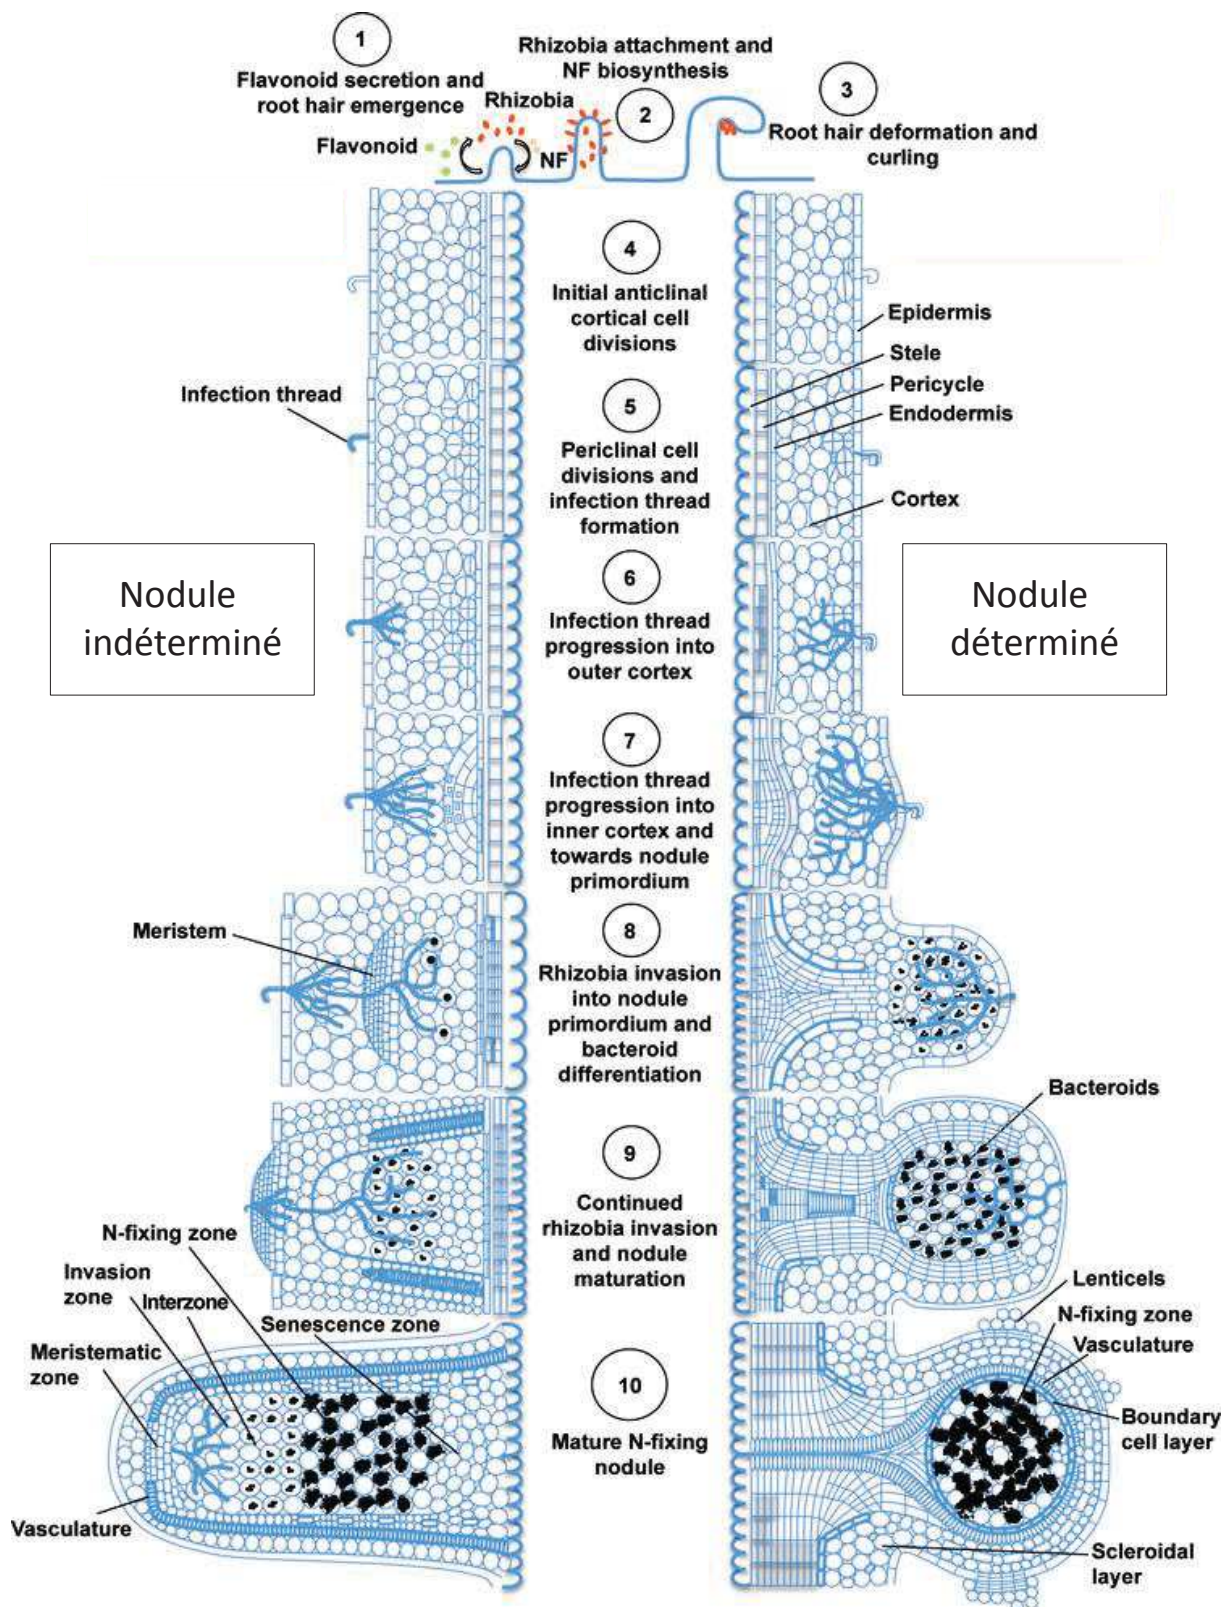 1
Flavonoid secretion and
root hair emergence
Rhizobia
Flavonoid
NF
Rhizobia attachment and
NF biosynthesis
2
3
Root hair deformation and
curling
4
Initial anticlinal
cortical cell
divisions
Epidermis
Stele
Pericycle
Endodermis
Cortex
Infection thread
5
Periclinal cell
divisions and
infection thread
formation
Nodule
indéterminé
6
Infection thread
progression into
outer cortex
Nodule
déterminé
7
Infection thread
progression into
inner cortex and
towards nodule
primordium
Meristem
8
Rhizobia invasion
into nodule
primordium and
bacteroid
differentiation
Bacteroids
9
Continued
rhizobia invasion
and nodule
maturation
N-fixing zone
Invasion
zone
Interzone
Senescence zone
Meristematic
zone
Vasculature
10
Mature N-fixing
nodule
Lenticels
N-fixing zone
Vasculature
Boundary
cell layer
Scleroidal
layer